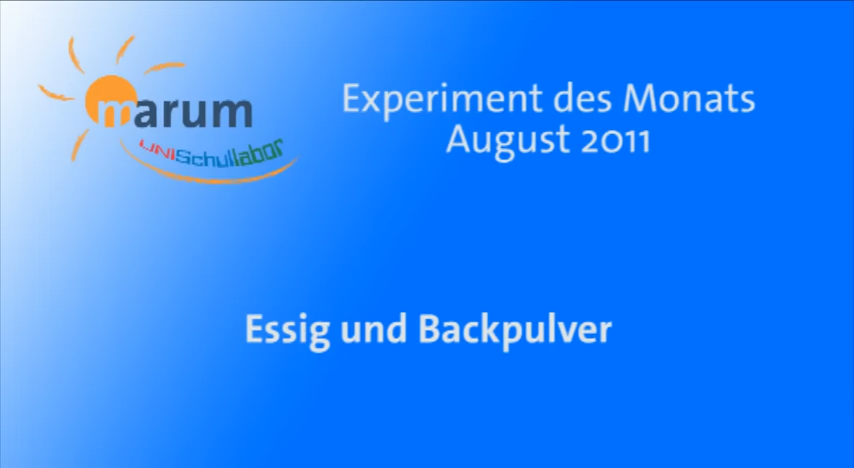 marum
UNISchullabor
Experiment des Monats
August 2011
Essig und Backpulver